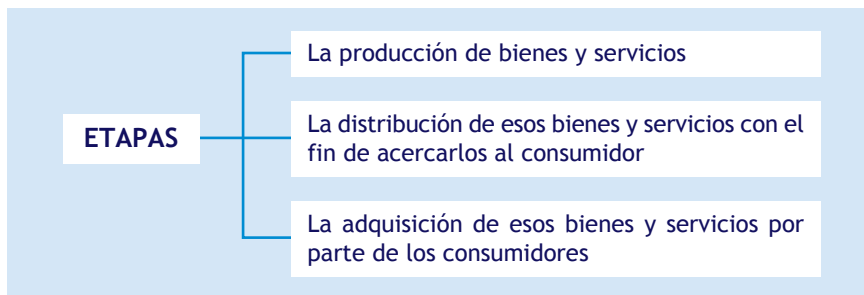 La producción de bienes y servicios
ETAPAS
La distribución de esos bienes y servicios con el
fin de acercarlos al consumidor
La adquisición de esos bienes y servicios por
parte de los consumidores